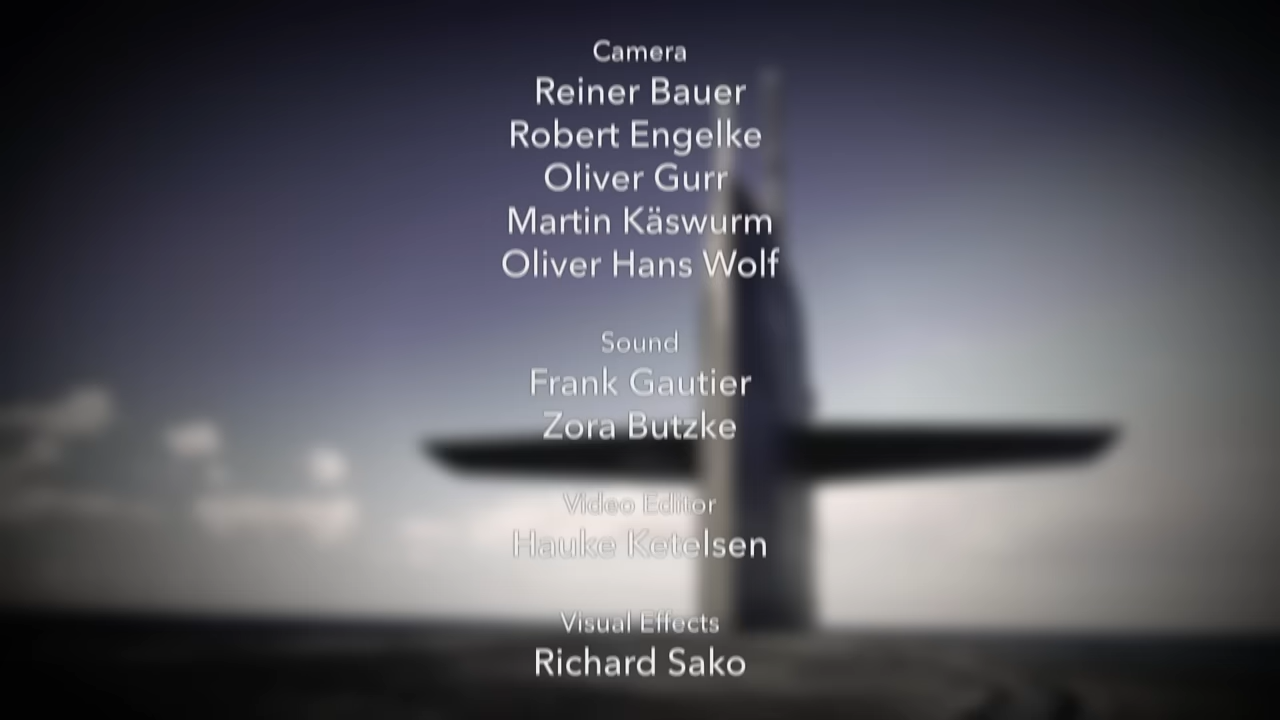 Camera
Reiner Bauer
Robert Engelke
Oliver Gurr
Martin Käswurm
Oliver Hans Wolf
Sound
Frank Gautier
Zora Butzke
Video Editor
Hauke Ketelsen
Visual Effects
Richard Sako